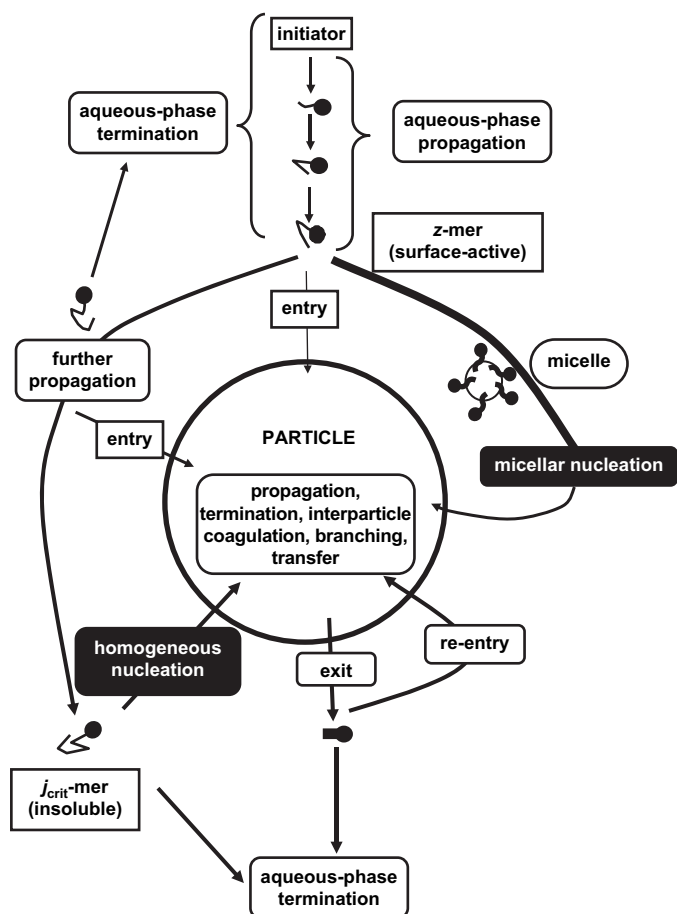 initiator
aqueous-phase
termination
aqueous-phase
propagation
z-mer
(surface-active)
entry
further
propagation
micelle
entry
PARTICLE
micellar nucleation
propagation,
termination, interparticle
coagulation, branching,
transfer
homogeneous
nucleation
exit
re-entry
jcrit-mer
(insoluble)
aqueous-phase
termination